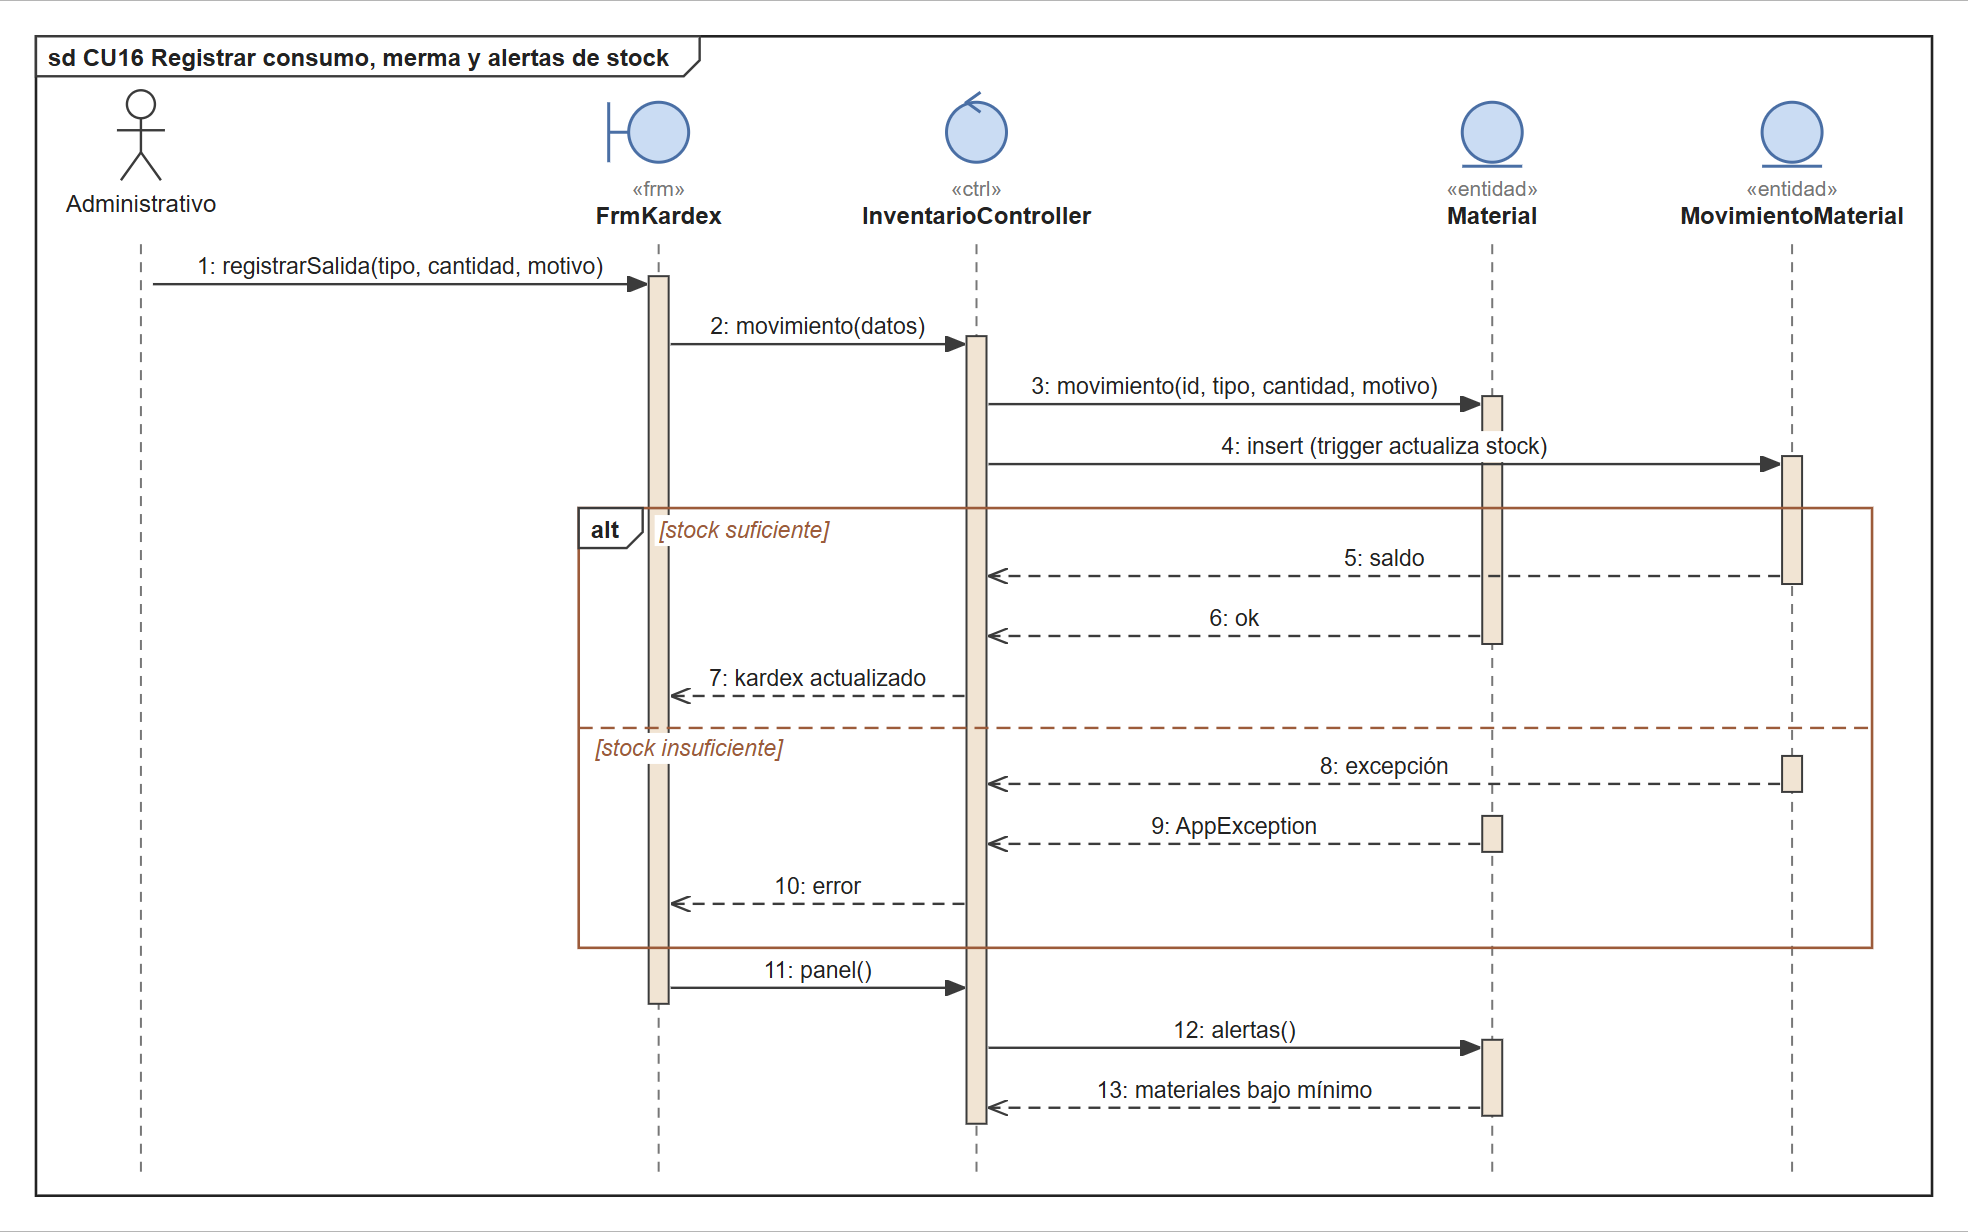 sd CU16 Registrar consumo, merma y alertas de stock
Administrativo
«frm»
FrmKardex
«ctrl»
InventarioController
«entidad»
Material
«entidad»
MovimientoMaterial
1: registrarSalida(tipo, cantidad, motivo)
2: movimiento(datos)
3: movimiento(id, tipo, cantidad, motivo)
4: insert (trigger actualiza stock)
alt
[stock suficiente]
5: saldo
6: ok
7: kardex actualizado
[stock insuficiente]
8: excepción
9: AppException
10: error
11: panel()
12: alertas()
13: materiales bajo mínimo